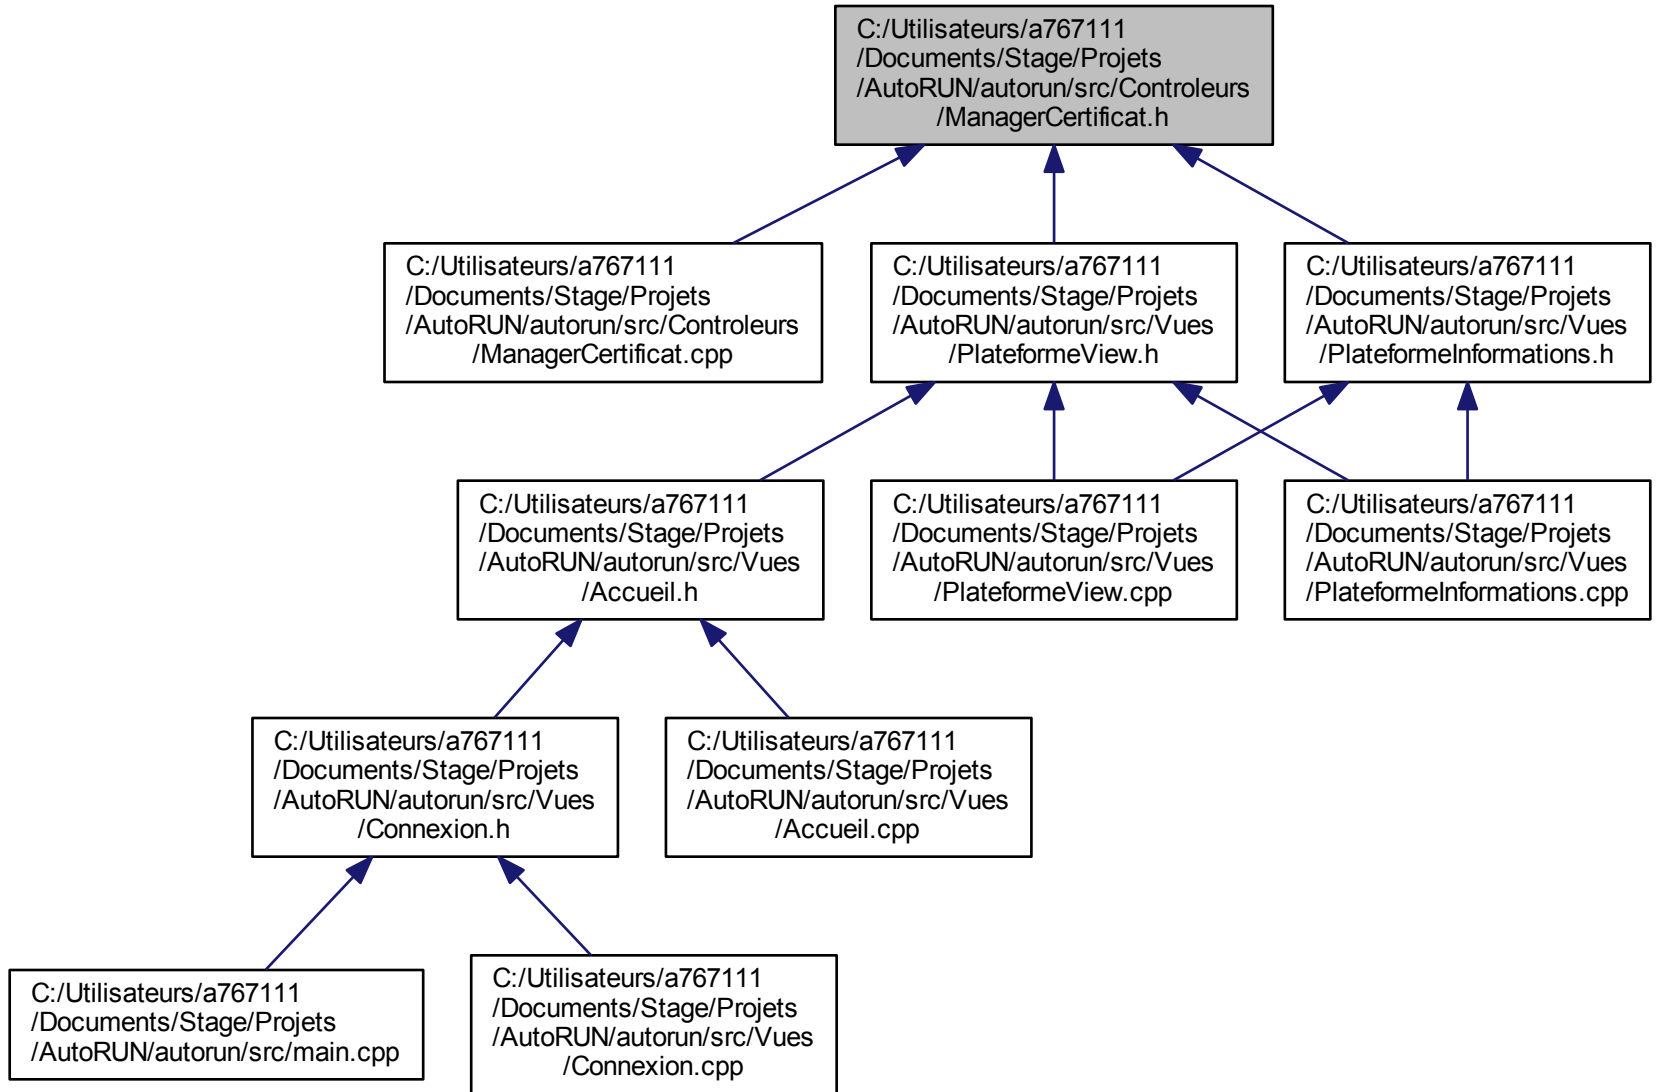 C:/Utilisateurs/a767111
/Documents/Stage/Projets
/AutoRUN/autorun/src/Controleurs
/ManagerCertificat.h
C:/Utilisateurs/a767111
/Documents/Stage/Projets
/AutoRUN/autorun/src/Controleurs
/ManagerCertificat.cpp
C:/Utilisateurs/a767111
/Documents/Stage/Projets
/AutoRUN/autorun/src/Vues
/PlateformeView.h
C:/Utilisateurs/a767111
/Documents/Stage/Projets
/AutoRUN/autorun/src/Vues
/PlateformeInformations.h
C:/Utilisateurs/a767111
/Documents/Stage/Projets
/AutoRUN/autorun/src/Vues
/Accueil.h
C:/Utilisateurs/a767111
/Documents/Stage/Projets
/AutoRUN/autorun/src/Vues
/PlateformeView.cpp
C:/Utilisateurs/a767111
/Documents/Stage/Projets
/AutoRUN/autorun/src/Vues
/PlateformeInformations.cpp
C:/Utilisateurs/a767111
/Documents/Stage/Projets
/AutoRUN/autorun/src/Vues
/Connexion.h
C:/Utilisateurs/a767111
/Documents/Stage/Projets
/AutoRUN/autorun/src/Vues
/Accueil.cpp
C:/Utilisateurs/a767111
/Documents/Stage/Projets
/AutoRUN/autorun/src/main.cpp
C:/Utilisateurs/a767111
/Documents/Stage/Projets
/AutoRUN/autorun/src/Vues
/Connexion.cpp